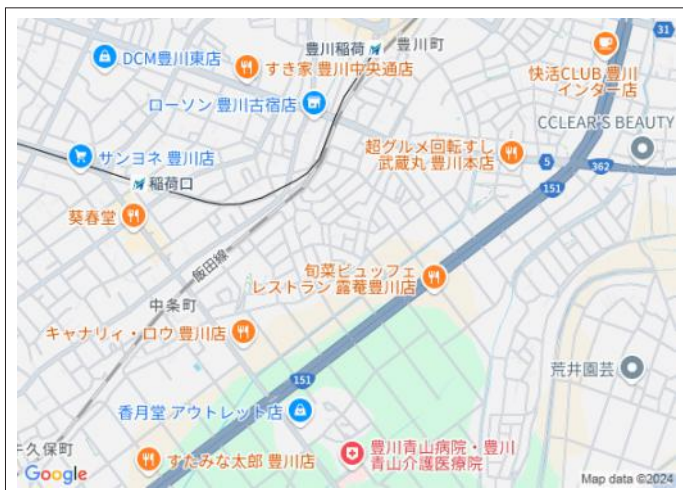 豊川稲荷
豊川町
31
DCM豊川東店
すき家 豊川中央通店
快活CLUB 豊川
インター店
ローソン 豊川古宿店
CCLEAR'S BEAUTY
サンヨネ 豊川店
超グルメ回転すし
武蔵丸 豊川本店
5
362
稲荷口
151
葵春堂
飯田線
旬菜ビュッフェ
レストラン 露菴豊川店
中条町
キャナリィ・ロウ 豊川店
荒井園芸
151
香月堂 アウトレット店
久保町
すたみな太郎 豊川店
豊川青山病院・豊川
青山介護医療院
Google
Map data ©2024